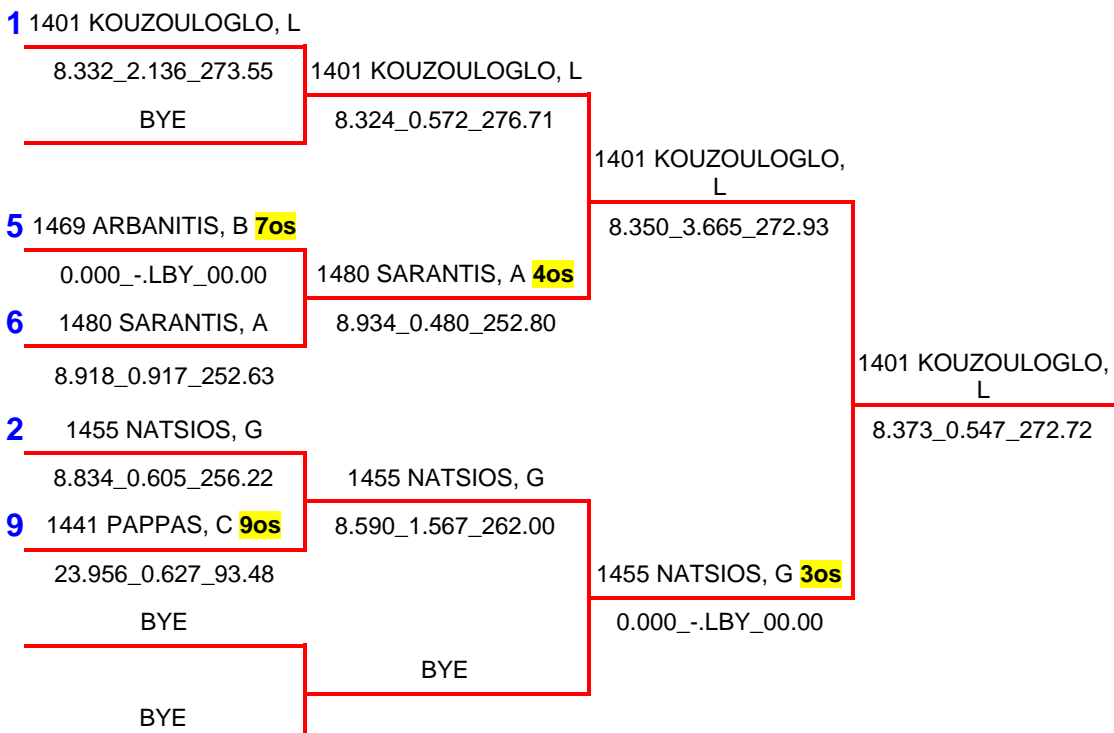 1 1401 KOUZOULOGLO, L
8.332_2.136_273.55
BYE
5 1469 ARBANITIS, B 7os
0.000_-.LBY_00.00
6 1480 SARANTIS, A
8.918_0.917_252.63
2 1455 NATSIOS, G
8.834_0.605_256.22
9 1441 PAPPAS, C 9os
23.956_0.627_93.48
BYE
BYE
1401 KOUZOULOGLO, L
8.324_0.572_276.71
1480 SARANTIS, A 4os
8.934_0.480_252.80
1455 NATSIOS, G
8.590_1.567_262.00
BYE
1401 KOUZOULOGLO,
L
8.350_3.665_272.93
1455 NATSIOS, G 3os
0.000_-.LBY_00.00
1401 KOUZOULOGLO,
L
8.373_0.547_272.72